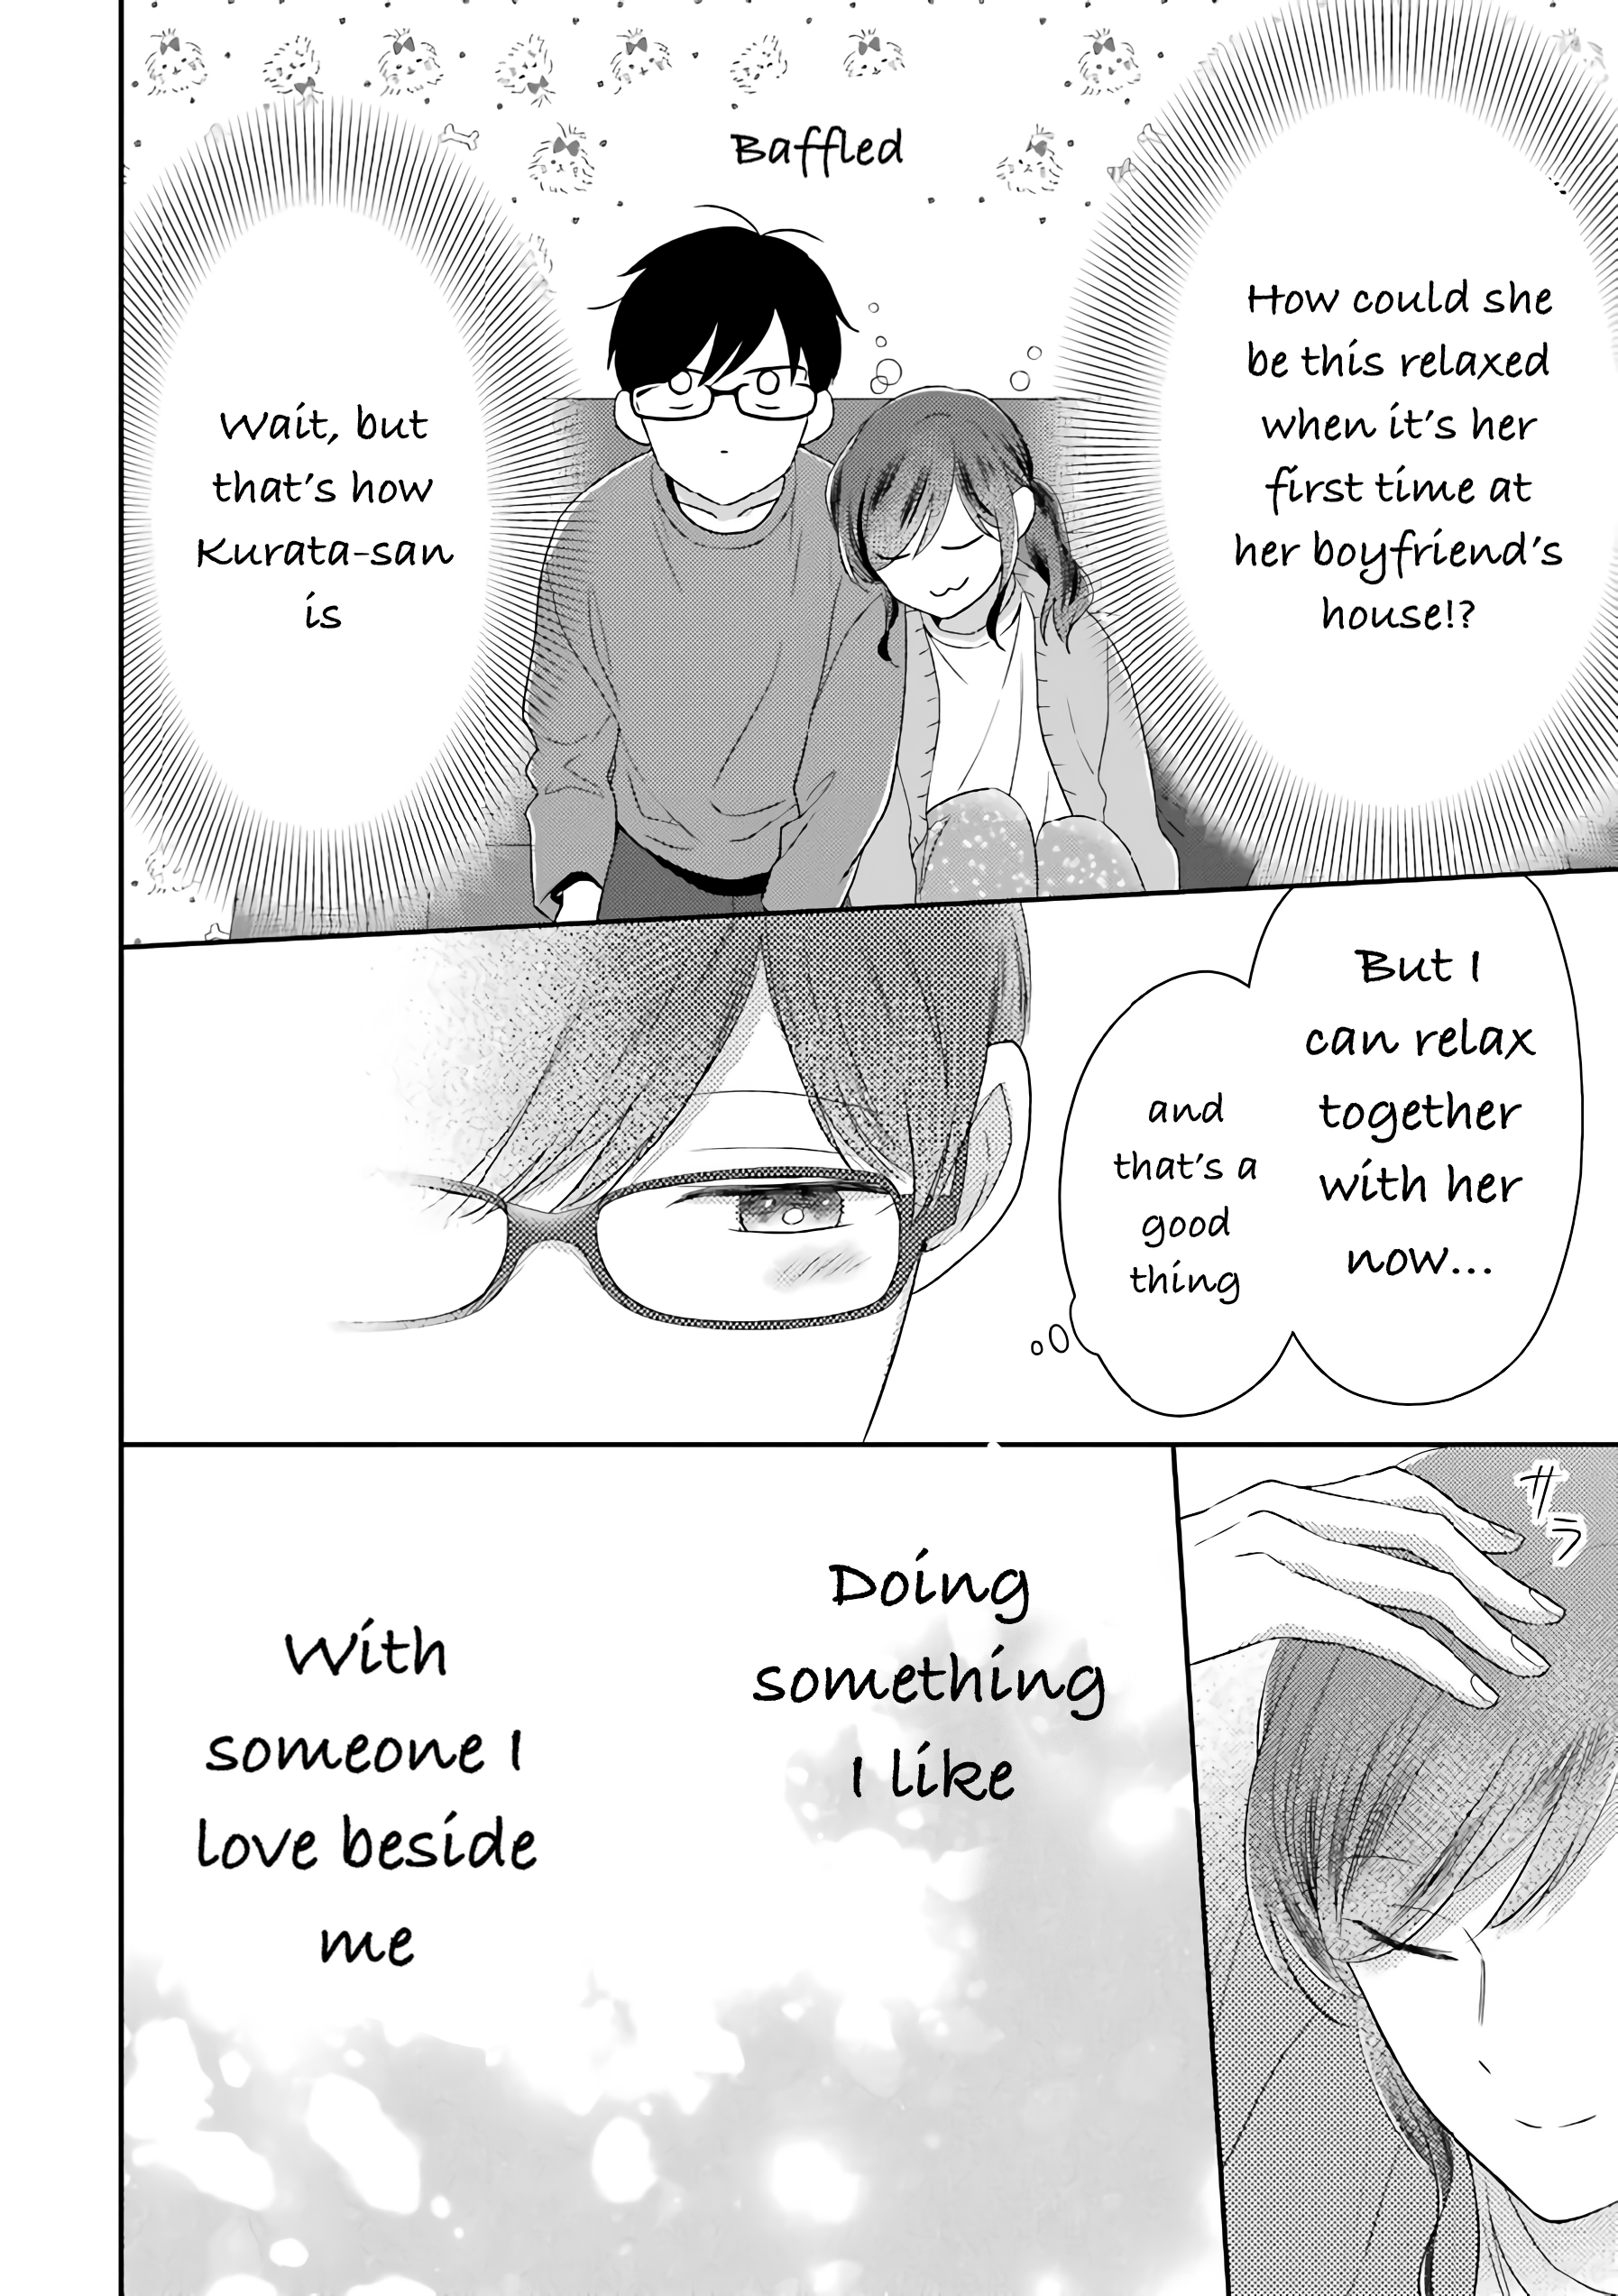 How could she
be this relaxed
when it's her
first time at
her boyfriend's
house!?
Baffled
Wait, but
that's how
Kurata-san
is
But I
can relax
together
with her
now...
and
that's a
good
thing
サラ
Doing
something
I like
With
someone I
love beside
me